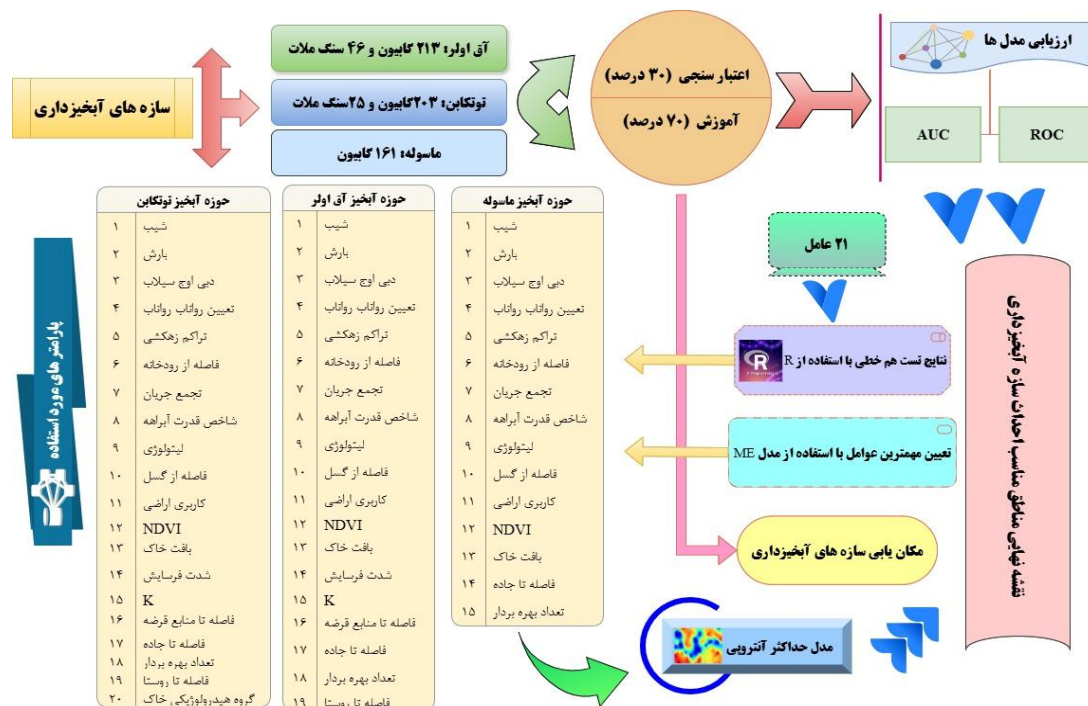 سازه های آبخیزداری
آق اولر: ۲۱۳ گابیون و ۴۶ سنگ ملات
توتکابن: ۲۰۳گابیون و ۲۵سنگ ملات
ماسوله: ۱۶۱ گابیون
اعتبار سنجی (۳۰ درصد)
آموزش (۷۰ درصد)
ارزیابی مدل ها
ROC
AUC
پارامتر های مورد استفاده
حوزه آبخیز توتکابن
۱ شیب
۲ بارش
۳ دبی اوج سیلاب
۴ تعیین رواناب رواناب
۵ تراکم زهکشی
۶ فاصله از رودخانه
۷ تجمع جریان
۸ شاخص قدرت آبراهه
۹ لیتولوژی
۱۰ فاصله از گسل
۱۱ کاربری اراضی
۱۲ NDVI
۱۳ بافت خاک
۱۴ شدت فرسایش
۱۵ K
۱۶ فاصله تا منابع قرضه
۱۷ فاصله تا جاده
۱۸ تعداد بهره بردار
۱۹ فاصله تا روستا
۲۰ گروه هیدرولوژیکی خاک
حوزه آبخیز آق اولر
۱ شیب
۲ بارش
۳ دبی اوج سیلاب
۴ تعیین رواناب رواناب
۵ تراکم زهکشی
۶ فاصله از رودخانه
۷ تجمع جریان
۸ شاخص قدرت آبراهه
۹ لیتولوژی
۱۰ فاصله از گسل
۱۱ کاربری اراضی
۱۲ NDVI
۱۳ بافت خاک
۱۴ شدت فرسایش
۱۵ K
۱۶ فاصله تا منابع قرضه
۱۷ فاصله تا جاده
۱۸ تعداد بهره بردار
۱۹ فاصله تا روستا
حوزه آبخیز ماسوله
۱ شیب
۲ بارش
۳ دبی اوج سیلاب
۴ تعیین رواناب رواناب
۵ تراکم زهکشی
۶ فاصله از رودخانه
۷ تجمع جریان
۸ شاخص قدرت آبراهه
۹ لیتولوژی
۱۰ فاصله از گسل
۱۱ کاربری اراضی
۱۲ NDVI
۱۳ بافت خاک
۱۴ فاصله تا جاده
۱۵ تعداد بهره بردار
۲۱ عامل
نتایج تست هم خطی با استفاده از R
تعیین مهمترین عوامل با استفاده از مدل ME
مکان یابی سازه های آبخیزداری
مدل حداکثر آنتروپی
نقشه نهایی مناطق مناسب احداث سازه آبخیزداری